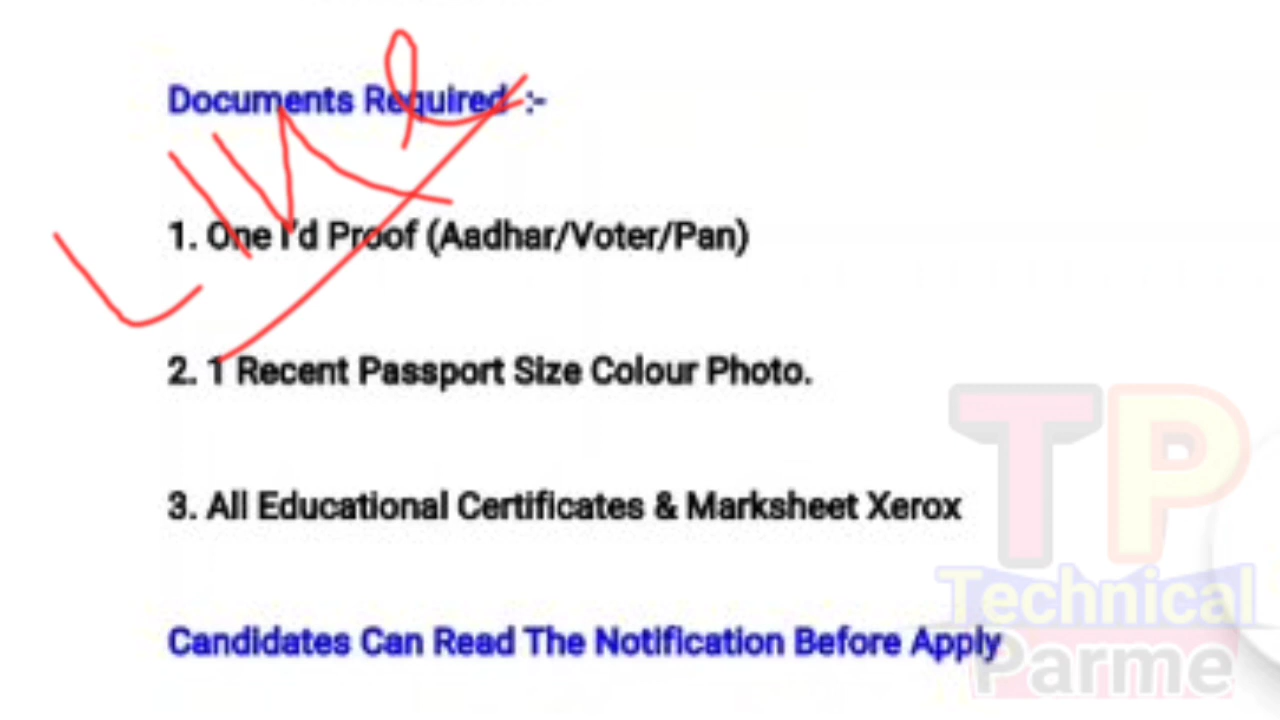 Documents Required :-
1. One I'd Proof (Aadhar/Voter/Pan)
2. 1 Recent Passport Size Colour Photo.
3. All Educational Certificates & Marksheet Xerox
Candidates Can Read The Notification Before Apply
TP
Technical
Parme